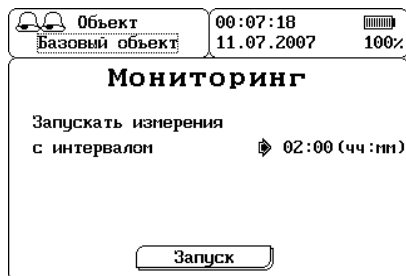 Объект
Базовый объект
00:07:18
11.07.2007 100%
Мониторинг
Запускать измерения
с интервалом 02:00(чч:мм)
Запуск